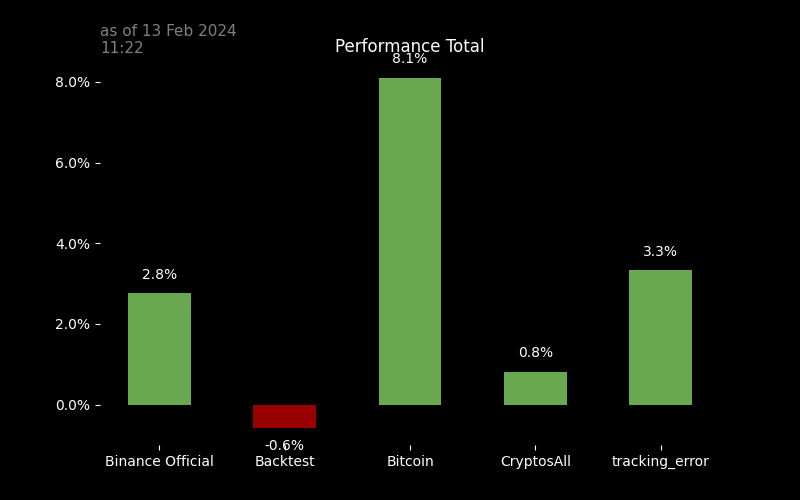 as of 13 Feb 2024
11:22
Performance Total
8.1%
8.0%
6.0%
4.0%
3.3%
2.8%
2.0%
0.8%
0.0%
-0.6%
Binance Official
Backtest
Bitcoin
CryptosAll
tracking_error